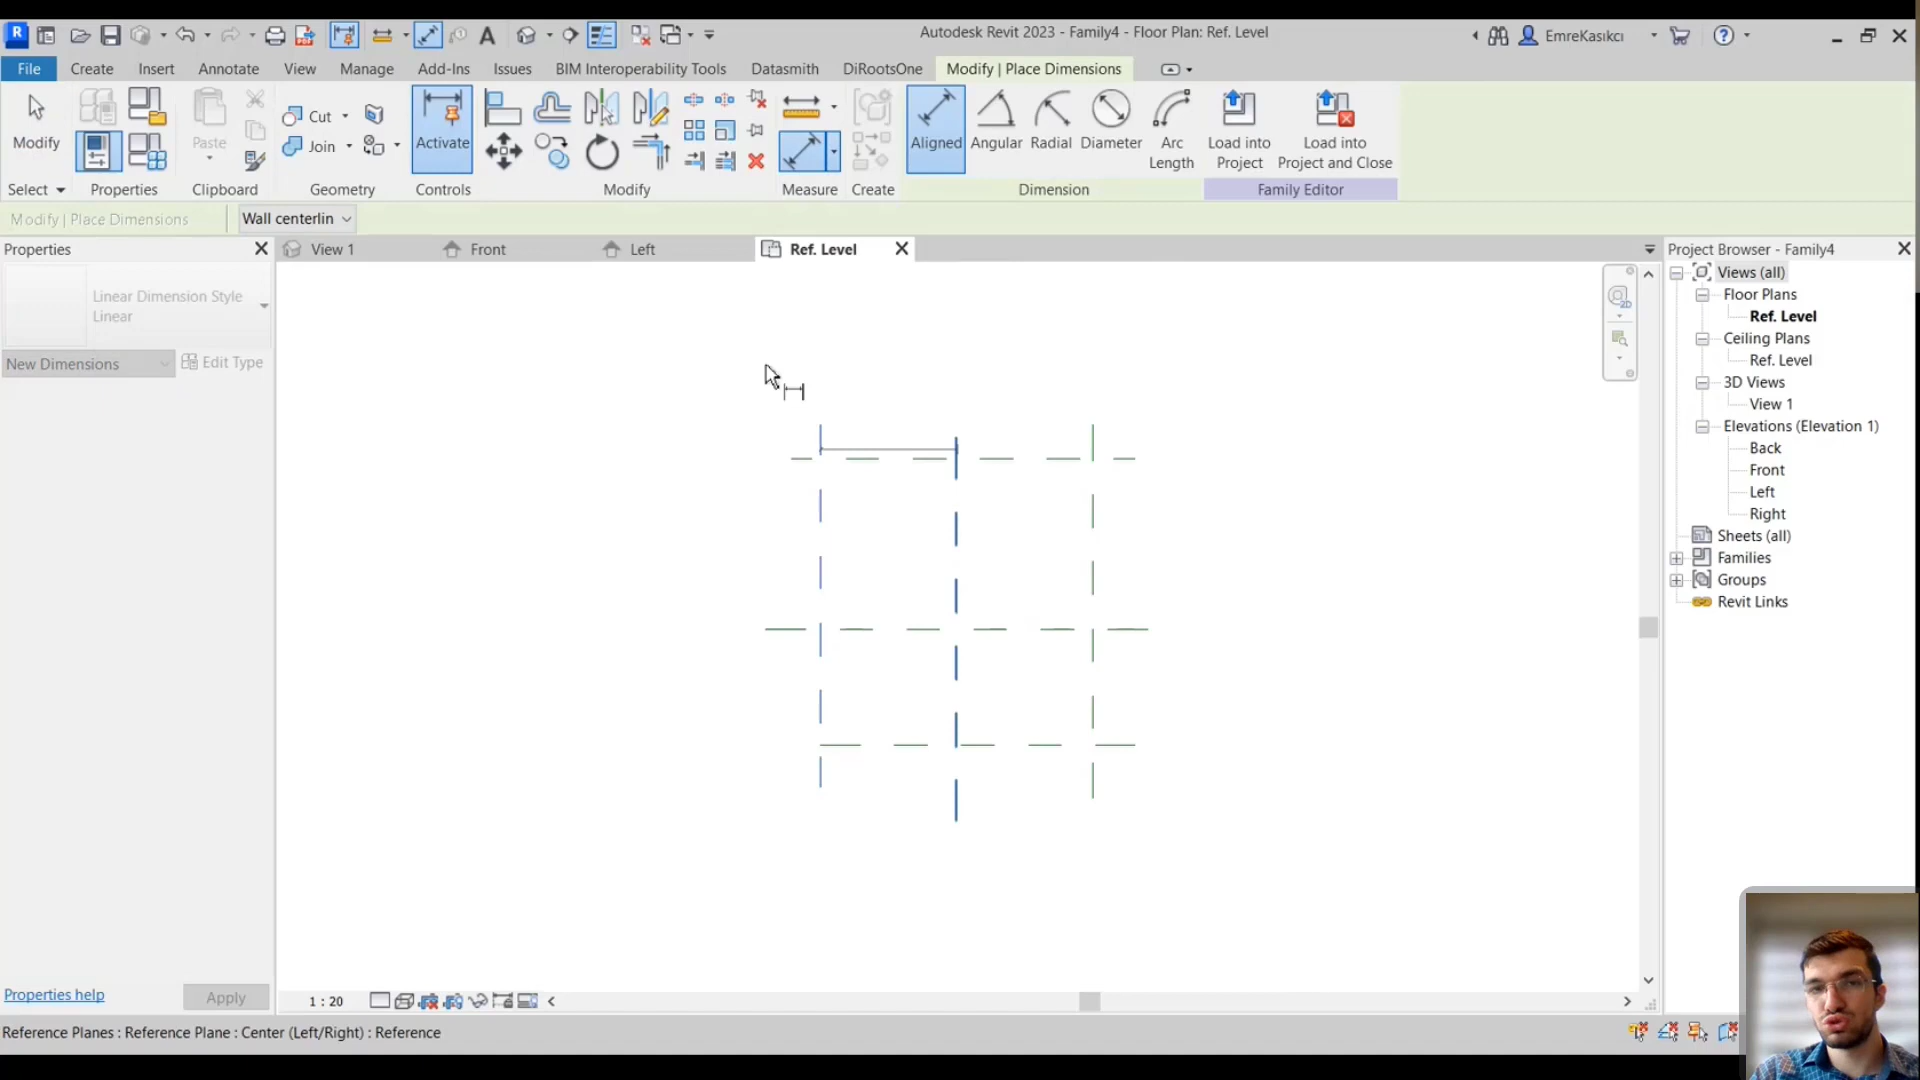 Autodesk Revit 2023 - Family4 - Floor Plan: Ref. Level
EmreKasıkcı
File
Create
Insert
Annotate
View
Manage
Add-Ins
Issues
BIM Interoperability Tools
Datasmith
DiRootsOne
Modify | Place Dimensions
Modify
Paste
Cut
Join
Activate
Aligned
Angular
Radial
Diameter
Arc
Length
Load into
Project
Load into
Project and Close
Select
Properties
Clipboard
Geometry
Controls
Modify
Measure
Create
Dimension
Family Editor
Modify | Place Dimensions
Wall centerlin
Properties
View 1
Front
Left
Ref. Level
Project Browser - Family4
Linear Dimension Style
Linear
New Dimensions
Edit Type
2D
Views (all)
Floor Plans
Ref. Level
Ceiling Plans
Ref. Level
3D Views
View 1
Elevations (Elevation 1)
Back
Front
Left
Right
Sheets (all)
Families
Groups
Revit Links
Properties help
Apply
1 : 20
Reference Planes : Reference Plane : Center (Left/Right) : Reference